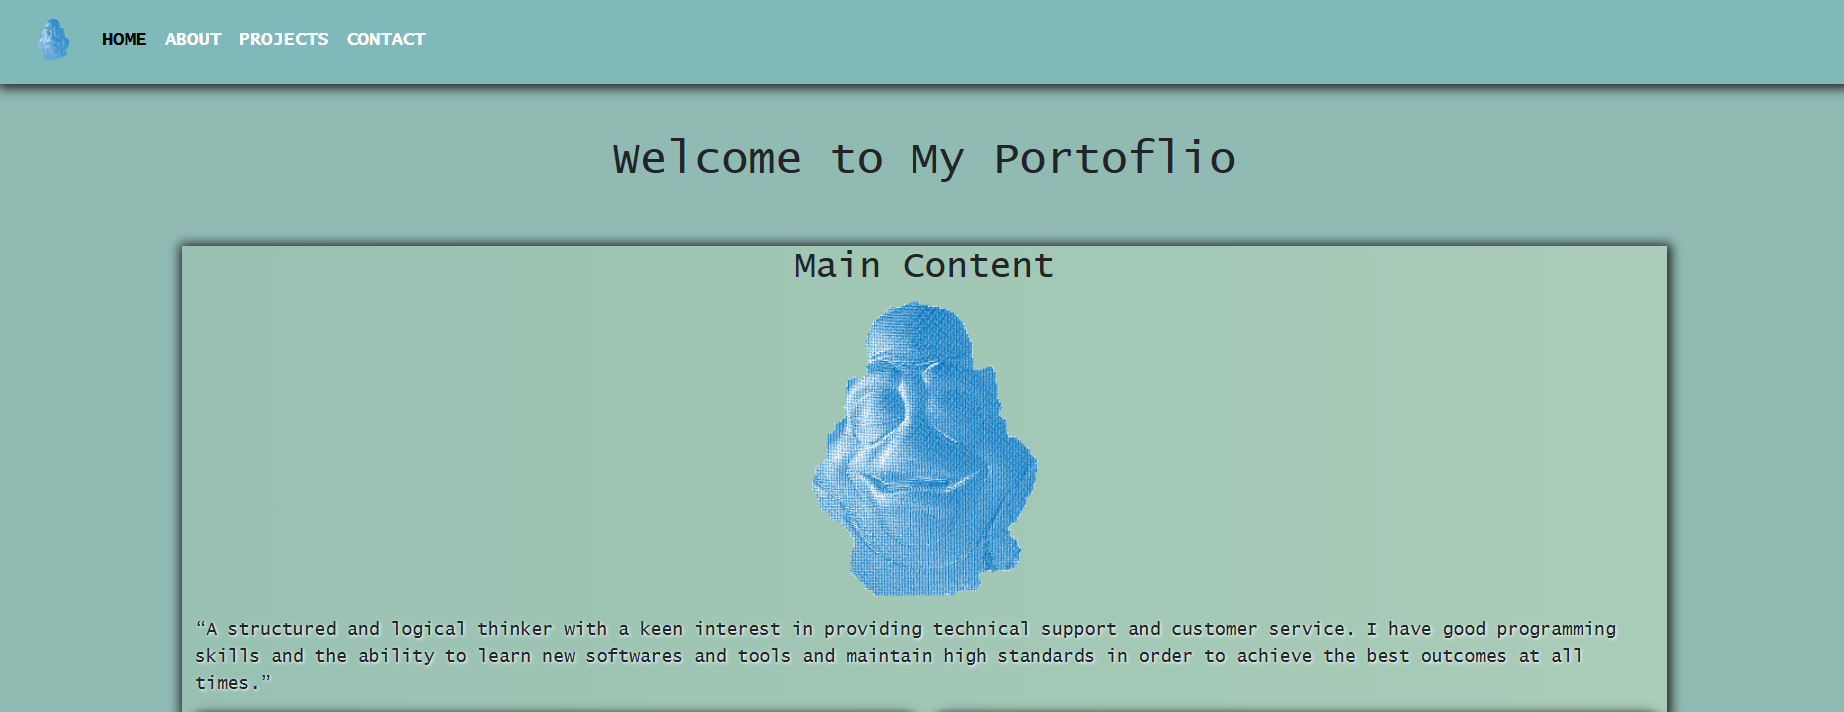 HOME ABOUT PROJECTS CONTACT
Welcome to My Portoflio
Main Content
“A structured and logical thinker with a keen interest in providing technical support and customer service. I have good programming
skills and the ability to learn new softwares and tools and maintain high standards in order to achieve the best outcomes at all
times.”